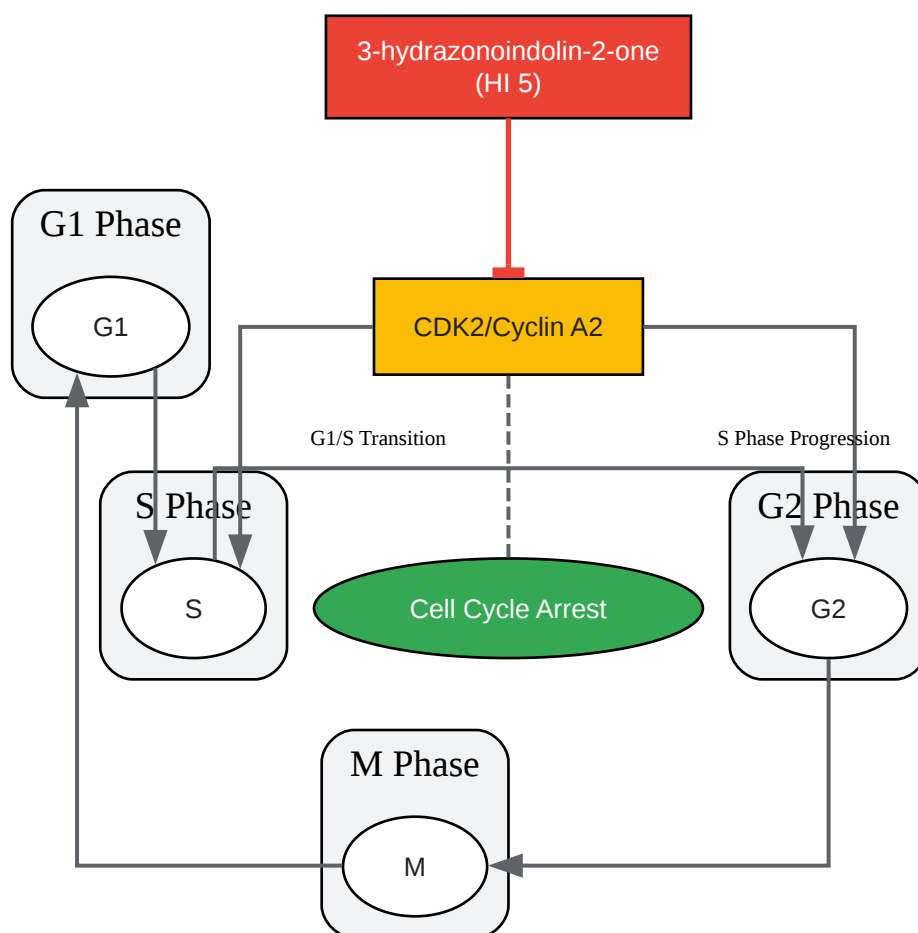 3-hydrazonoindolin-2-one
(HI 5)
G1 Phase
G1
CDK2/Cyclin A2
G1/S Transition
S Phase Progression
S Phase
G2 Phase
S
Cell Cycle Arrest
G2
M Phase
M